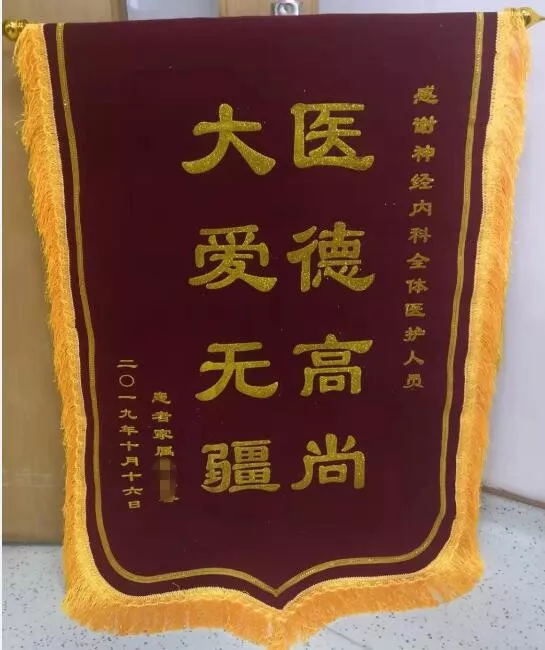 感谢神经内科全体医护人员
医德高尚
大爱无疆
患者家属
二〇一九年十月十六日